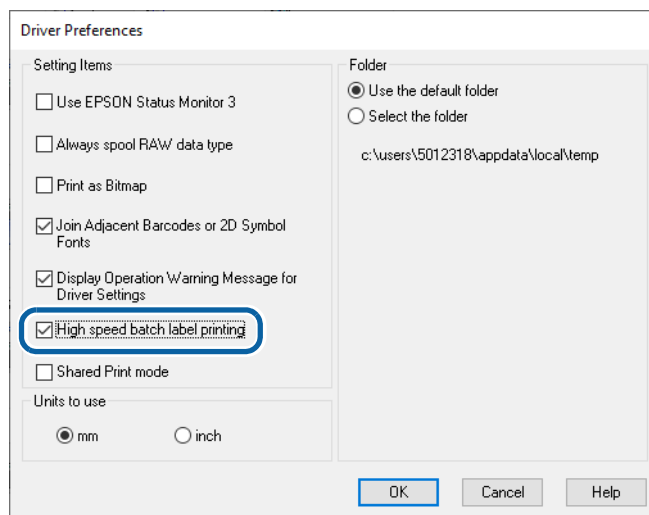 Driver Preferences
Setting Items
Use EPSON Status Monitor 3
Always spool RAW data type
Print as Bitmap
Join Adjacent Barcodes or 2D Symbol
Fonts
Display Operation Warning Message for
Driver Settings
High speed batch label printing
Shared Print mode
Units to use
mm
inch
Folder
Use the default folder
Select the folder
c:\users\5012318\appdata\local\temp
OK
Cancel
Help